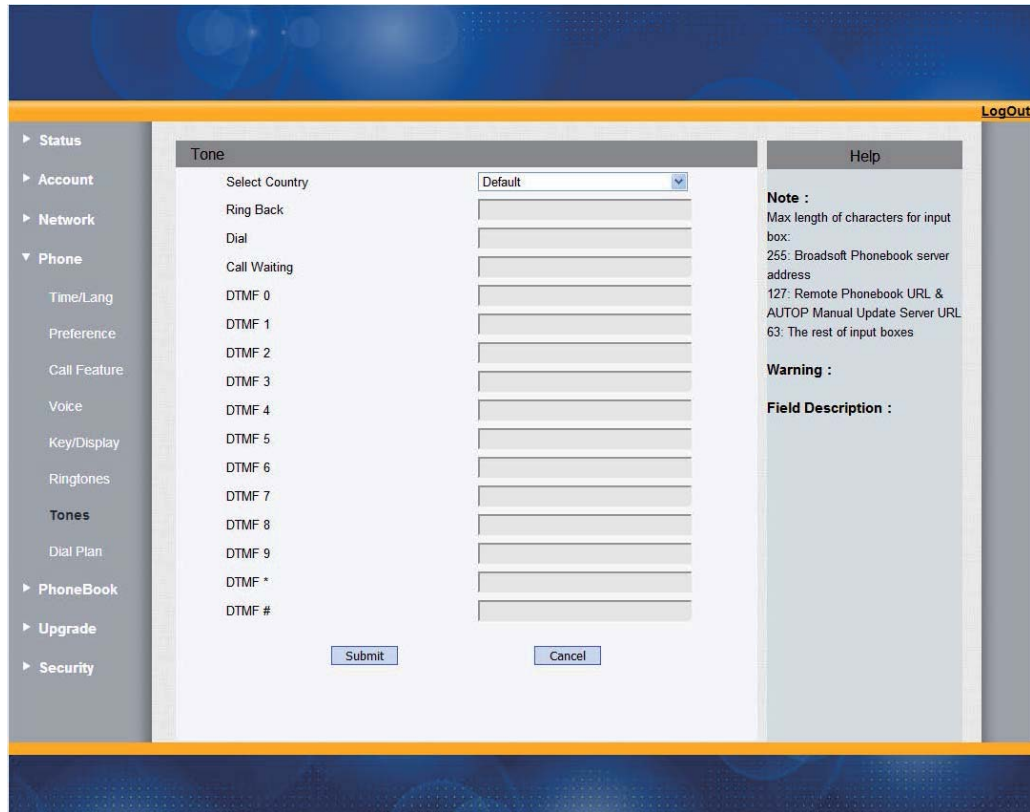 LogOut
Status
Account
Network
Phone
Time/Lang
Preference
Call Feature
Voice
Key/Display
Ringtones
Tones
Dial Plan
PhoneBook
Upgrade
Security
Tone
Select Country Default
Ring Back
Dial
Call Waiting
DTMF 0
DTMF 1
DTMF 2
DTMF 3
DTMF 4
DTMF 5
DTMF 6
DTMF 7
DTMF 8
DTMF 9
DTMF *
DTMF #
Submit Cancel
Help
Note :
Max length of characters for input
box:
255: Broadsoft Phonebook server
address
127: Remote Phonebook URL &
AUTOP Manual Update Server URL
63: The rest of input boxes
Warning :
Field Description :